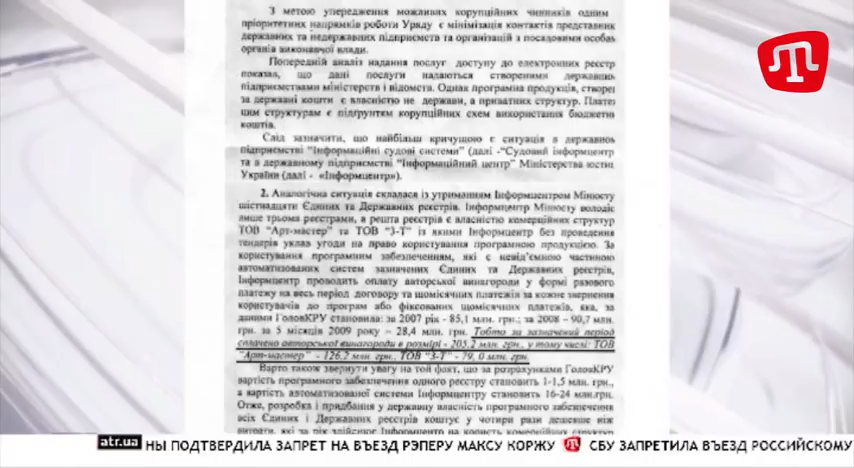 З метою упередження можливих корупційних чинників одним
пріоритетних напрямків роботи Уряду є мінімізація контактів представник
державних та недержавних підприємств та організацій з посадовими особам
органів виконавчої влади.
Попередній аналіз надання послуг доступу до електронних реєстр
показав, що дані послуги надаються створеними державних
підприємствами міністерств і відомств. Однак програмна продукція, створе
за державні кошти є власністю не держави, а приватних структур. Платеж
цим структурам є підґрунтям корупційних схем використання бюджетн
коштів.
Слід зазначити, що найбільш кричущою є ситуація в державно
підприємстві "Інформаційні судові системи" (далі -"Судовий інформцентр
та в державному підприємстві "Інформаційний центр" Міністерства юстиц
України (далі - «Інформцентр»).
2. Аналогічна ситуація склалася із утриманням Інформцентром Мінюсту
шістнадцяти Єдиних та Державних реєстрів. Інформцентр Мінюсту володіє
лише трьома реєстрами, а решта реєстрів є власністю комерційних структур
ТОВ "Арт-мастер" та ТОВ "З-Т" із якими Інформцентр без проведення
тендерів уклав угоди на право користування програмною продукцією. За
користування програмним забезпеченням, які є невід'ємною частиною
автоматизованих систем зазначених Єдиних та Державних реєстрів,
Інформцентр проводить оплату авторської винагороди у формі разового
платежу на весь період договору та щомісячних платежів за кожне звернення
користувачів до програм або фіксованих щомісячних платежів, яка, за
даними ГоловКРУ становила: за 2007 рік - 85,1 млн. грн.; за 2008 – 90,7 млн
грн. за 5 місяців 2009 року – 28,4 млн. грн. Тобто за зазначений період
сплачено авторської винагороди в розмірі - 205,2 млн. грн., у тому числі: ТОВ
"Арт-мастер" - 126,2 млн грн., ТОВ "З-Т" - 79, 0 млн. грн.
Варто також звернути увагу на той факт, що за розрахунками ГоловКРУ
вартість програмного забезпечення одного реєстру становить 1-1,5 млн. грн.,
а вартість автоматизованої системи Інформцентру становить 16-24 млн.грн.
Отже, розробка і придбання у державну власність програмного забезпечення
всіх Єдиних і Державних реєстрів коштує у чотири рази дешевше ніж
витрати, які за рік здійснює Інформцентр на користь комерційних структур
atr.ua НЫ ПОДТВЕРДИЛА ЗАПРЕТ НА ВЪЕЗД РЭПЕРУ МАКСУ КОРЖУ СБУ ЗАПРЕТИЛА ВЪЕЗД РОССИЙСКОМУ